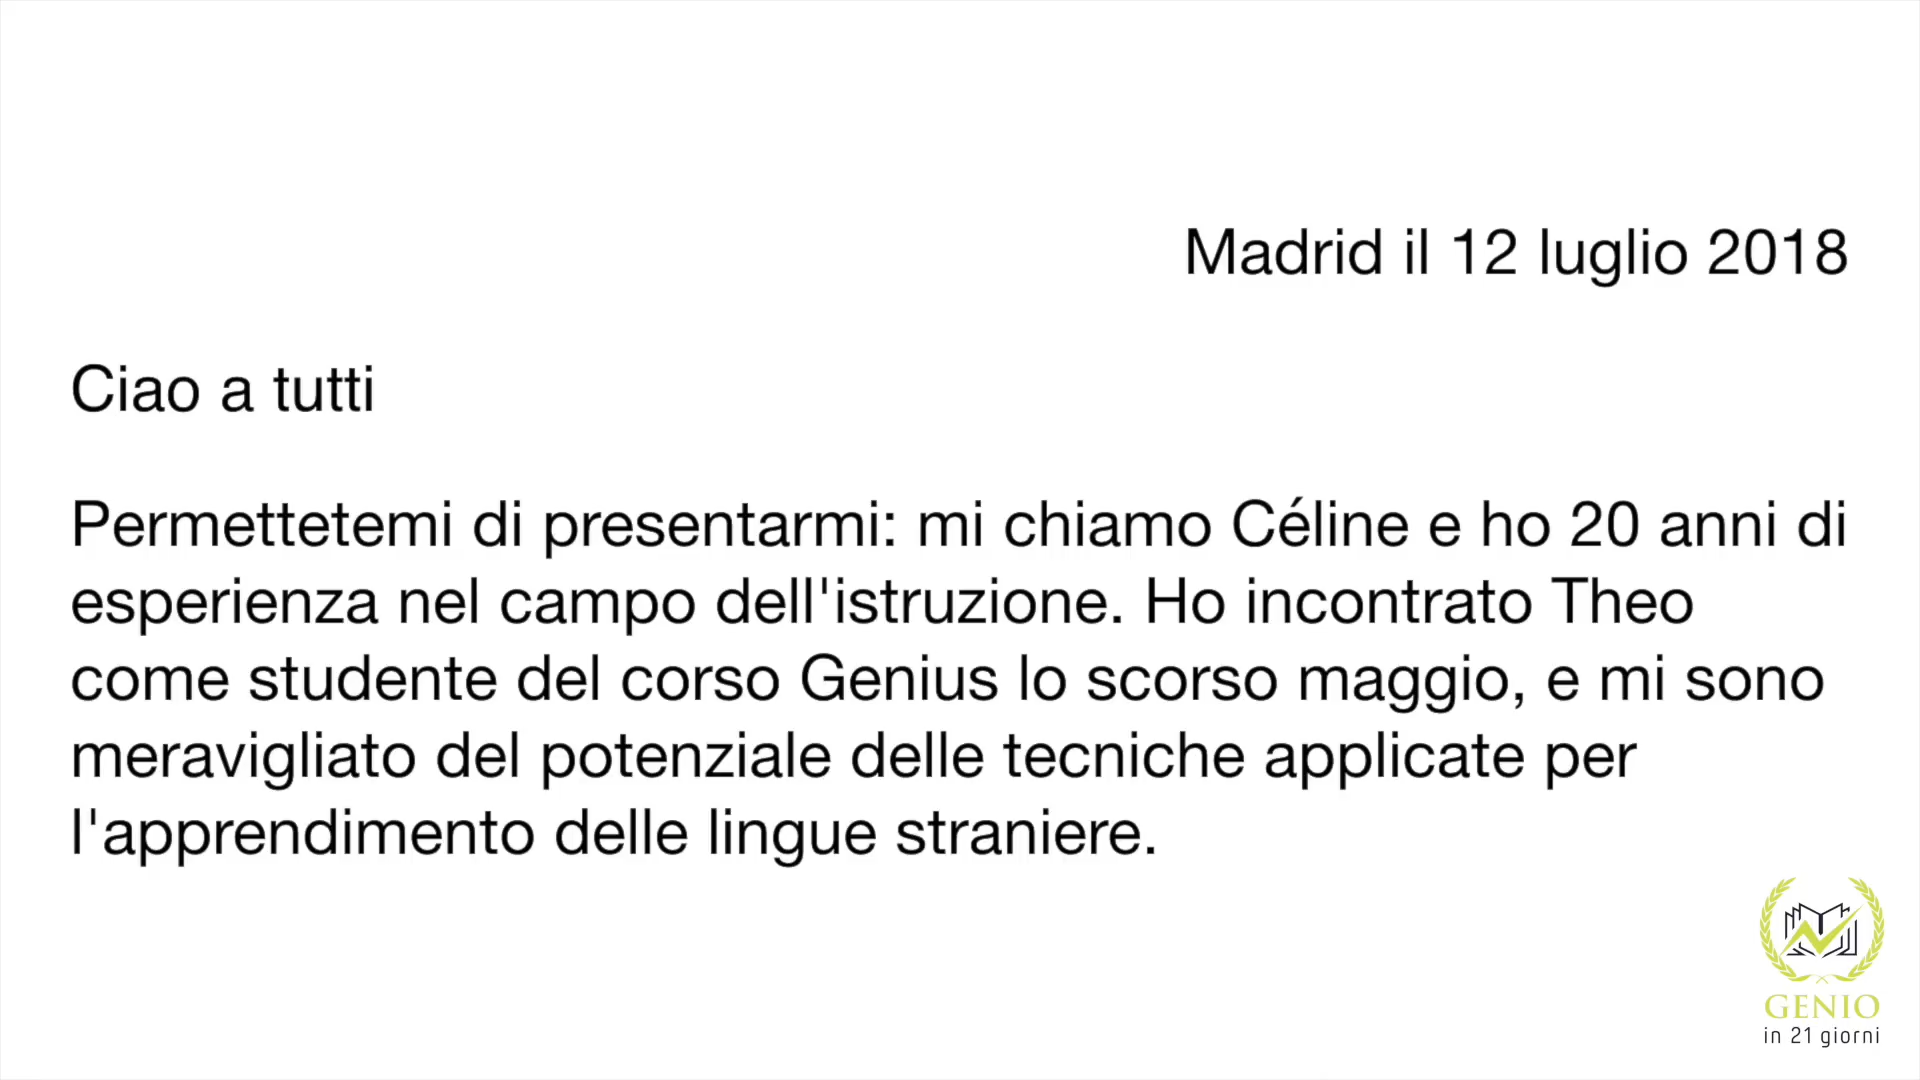 Madrid il 12 luglio 2018
Ciao a tutti
Permettetemi di presentarmi: mi chiamo Céline e ho 20 anni di
esperienza nel campo dell'istruzione. Ho incontrato Theo
come studente del corso Genius lo scorso maggio, e mi sono
meravigliato del potenziale delle tecniche applicate per
l'apprendimento delle lingue straniere.
GENIO
in 21 giorni